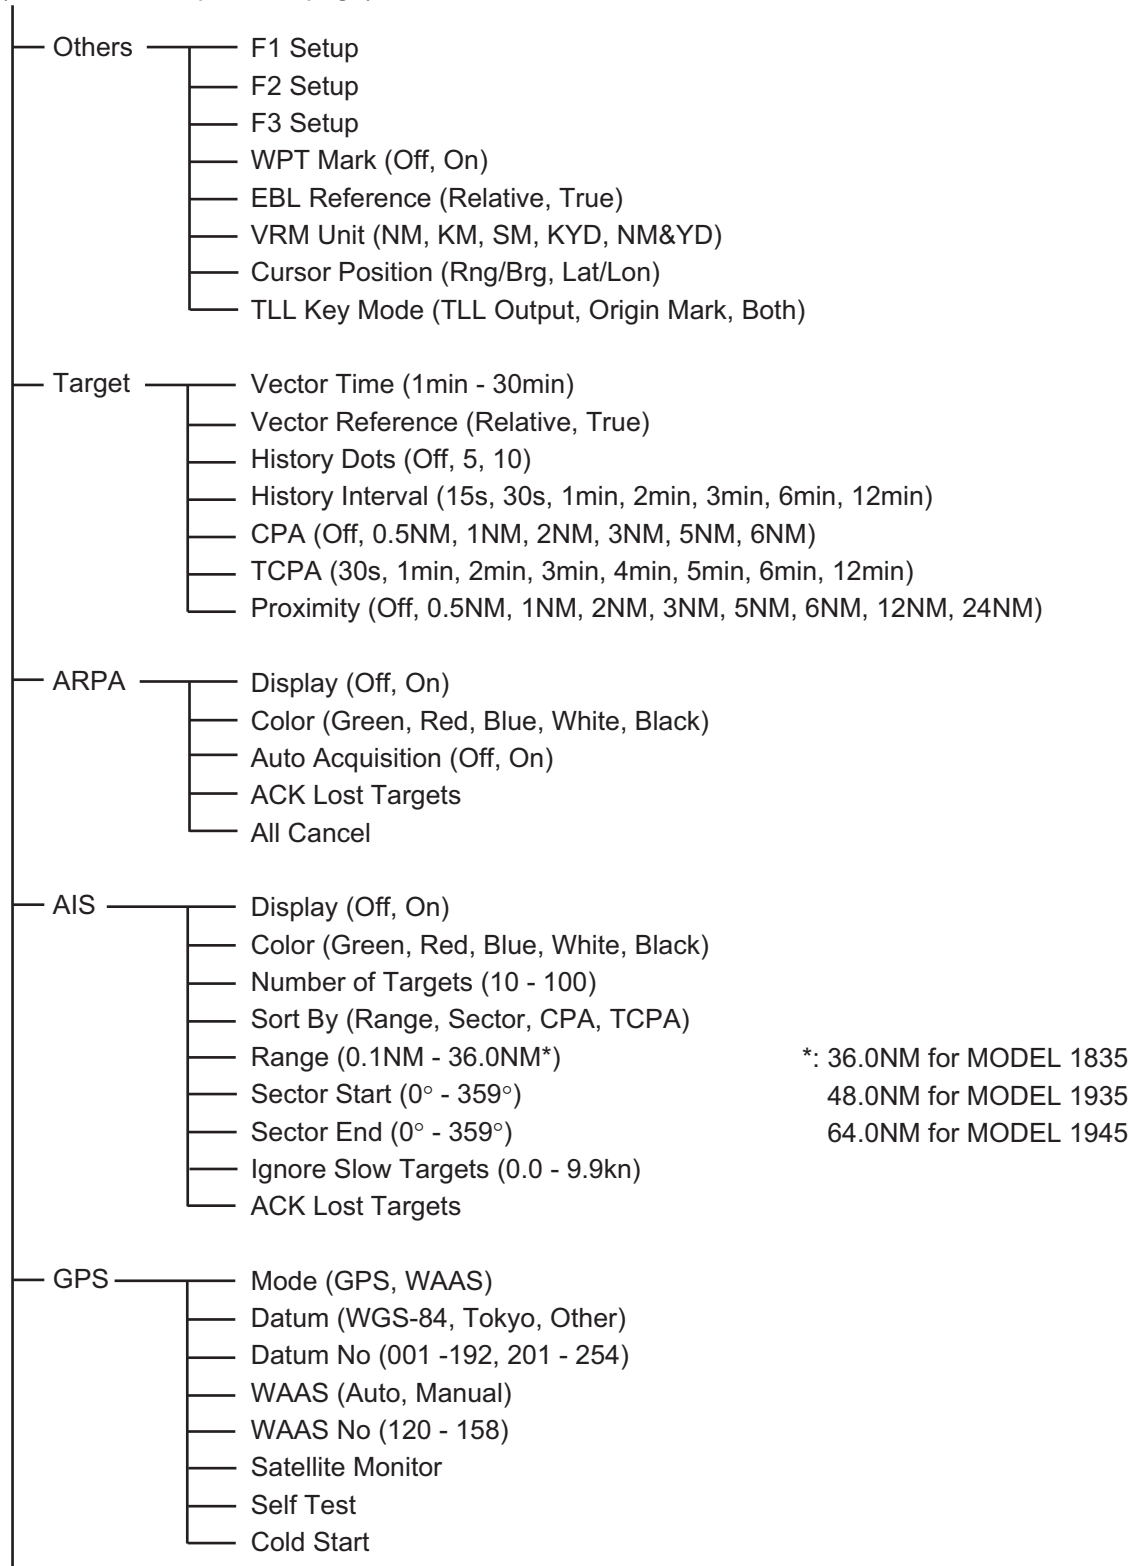 Others
F1 Setup
F2 Setup
F3 Setup
WPT Mark (Off, On)
EBL Reference (Relative, True)
VRM Unit (NM, KM, SM, KYD, NM&YD)
Cursor Position (Rng/Brg, Lat/Lon)
TLL Key Mode (TLL Output, Origin Mark, Both)
Target
Vector Time (1min - 30min)
Vector Reference (Relative, True)
History Dots (Off, 5, 10)
History Interval (15s, 30s, 1min, 2min, 3min, 6min, 12min)
CPA (Off, 0.5NM, 1NM, 2NM, 3NM, 5NM, 6NM)
TCPA (30s, 1min, 2min, 3min, 4min, 5min, 6min, 12min)
Proximity (Off, 0.5NM, 1NM, 2NM, 3NM, 5NM, 6NM, 12NM, 24NM)
ARPA
Display (Off, On)
Color (Green, Red, Blue, White, Black)
Auto Acquisition (Off, On)
ACK Lost Targets
All Cancel
AIS
Display (Off, On)
Color (Green, Red, Blue, White, Black)
Number of Targets (10 - 100)
Sort By (Range, Sector, CPA, TCPA)
Range (0.1NM - 36.0NM*)
*: 36.0NM for MODEL 1835
Sector Start (0° - 359°)
48.0NM for MODEL 1935
Sector End (0° - 359°)
64.0NM for MODEL 1945
Ignore Slow Targets (0.0 - 9.9kn)
ACK Lost Targets
GPS
Mode (GPS, WAAS)
Datum (WGS-84, Tokyo, Other)
Datum No (001 -192, 201 - 254)
WAAS (Auto, Manual)
WAAS No (120 - 158)
Satellite Monitor
Self Test
Cold Start